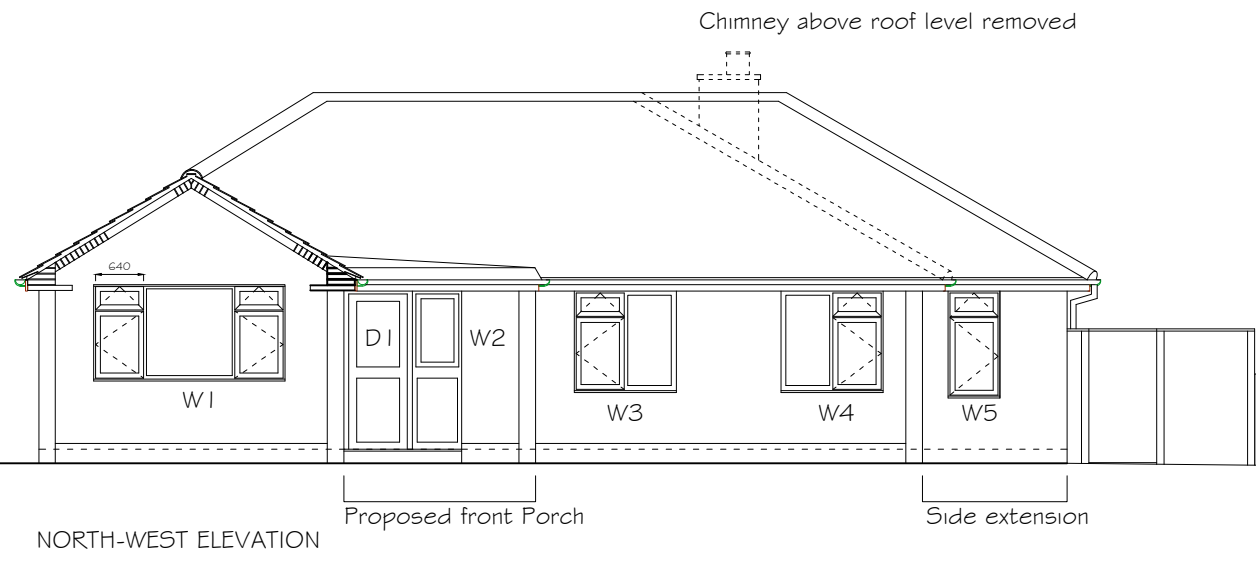 Chimney above roof level removed
640
D1
W2
W1
W3
W4
W5
Proposed front Porch
Side extension
NORTH-WEST ELEVATION